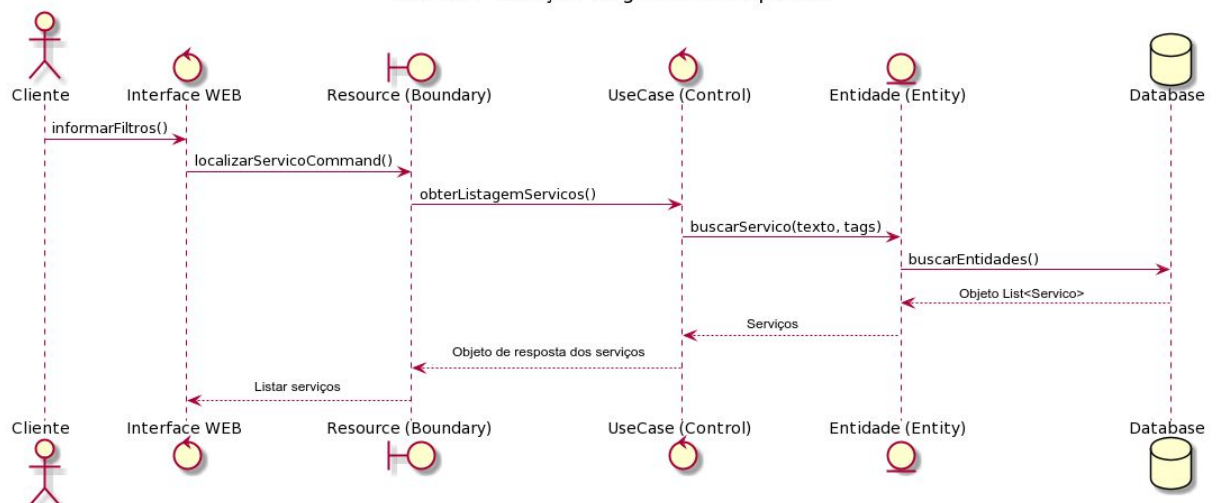 Cliente
Interface WEB
Resource (Boundary)
UseCase (Control)
Entidade (Entity)
Database
informarFiltros()
localizarServicoCommand()
obterListagemServicos()
buscarServico(texto, tags)
buscarEntidades()
Objeto List<Servico>
Serviços
Objeto de resposta dos serviços
Listar serviços
Cliente
Interface WEB
Resource (Boundary)
UseCase (Control)
Entidade (Entity)
Database